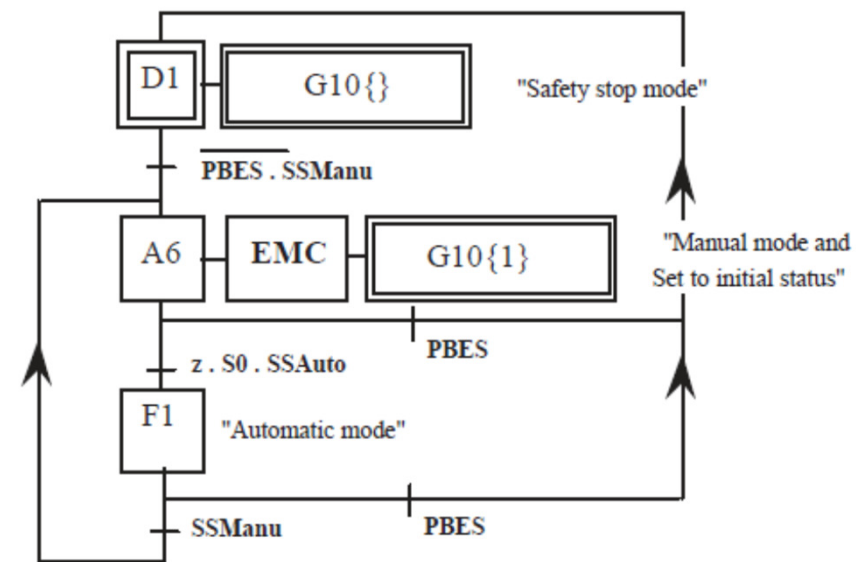 D1
G10{}
"Safety stop mode"
PBES . SSManu
A6
EMC
G10{1}
"Manual mode and
Set to initial status"
PBES
z . S0 . SSAuto
F1
"Automatic mode"
SSManu
PBES